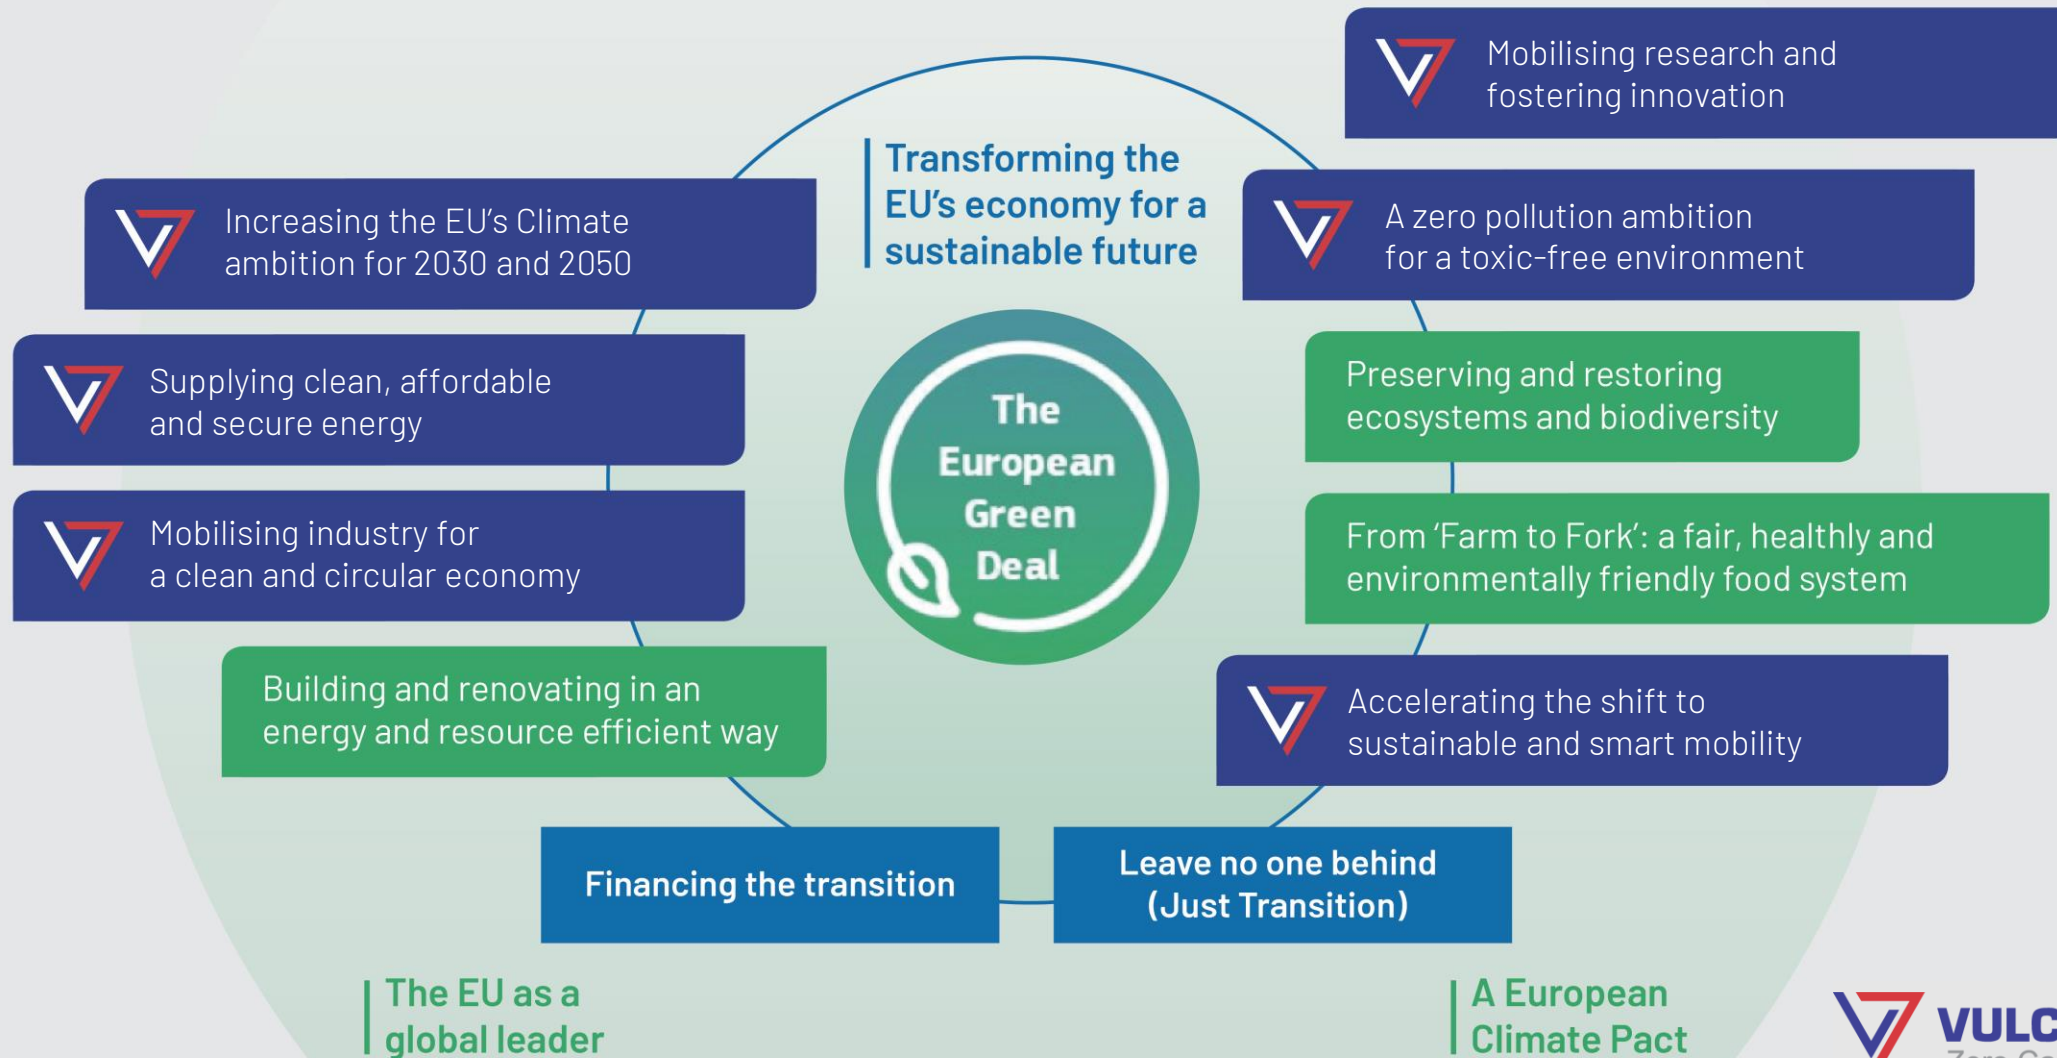 Mobilising research and
fostering innovation
Transforming the
EU's economy for a
sustainable future
Increasing the EU's Climate
ambition for 2030 and 2050
A zero pollution ambition
for a toxic-free environment
Supplying clean, affordable
and secure energy
Preserving and restoring
ecosystems and biodiversity
The
European
Green
Deal
Mobilising industry for
a clean and circular economy
From ‘Farm to Fork’: a fair, healthly and
environmentally friendly food system
Building and renovating in an
energy and resource efficient way
Accelerating the shift to
sustainable and smart mobility
Financing the transition
Leave no one behind
(Just Transition)
The EU as a
global leader
A European
Climate Pact